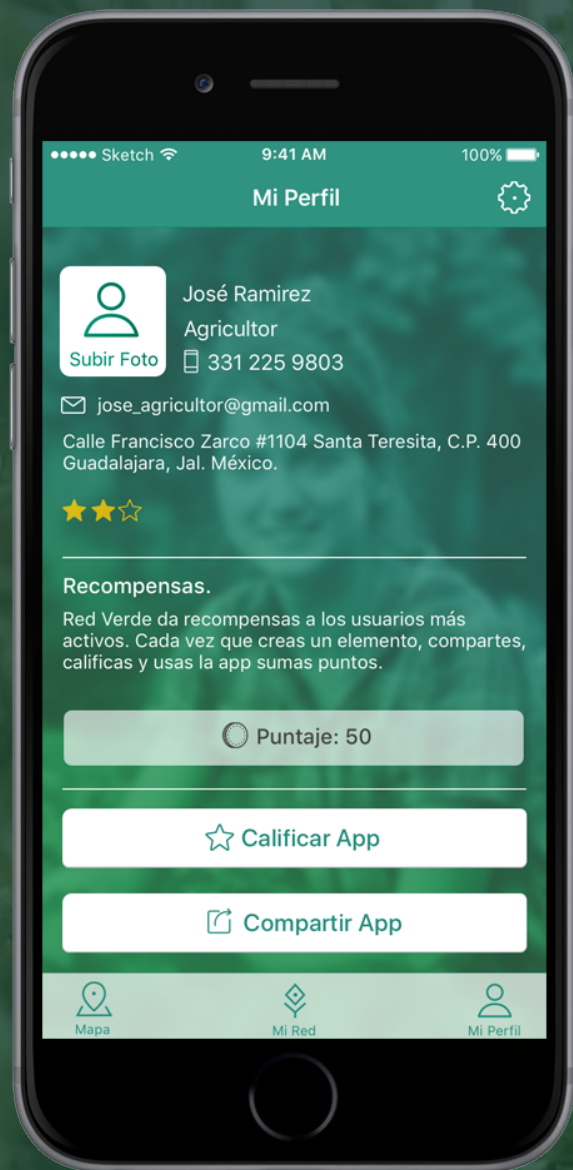 Sketch 9:41 AM 100%
Mi Perfil
José Ramirez
Agricultor
Subir Foto
331 225 9803
jose_agricultor@gmail.com
Calle Francisco Zarco #1104 Santa Teresita, C.P. 400
Guadalajara, Jal. México.
Recompensas.
Red Verde da recompensas a los usuarios más
activos. Cada vez que creas un elemento, compartes,
calificas y usas la app sumas puntos.
Puntaje: 50
Calificar App
Compartir App
Mapa Mi Red Mi Perfil